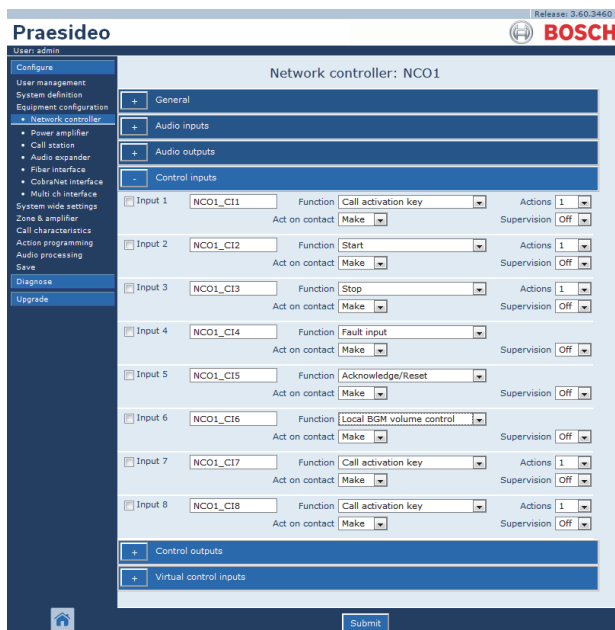 Release: 3.60.3460
Praesideo
BOSCH
User: admin
Configure
User management
System definition
Equipment configuration
• Network controller
• Power amplifier
• Call station
• Audio expander
• Fiber interface
• CobraNet interface
• Multi ch interface
System wide settings
Zone & amplifier
Call characteristics
Action programming
Audio processing
Save
Diagnose
Upgrade
Network controller: NCO1
+ General
+ Audio inputs
+ Audio outputs
- Control inputs
Input 1 NCO1_CI1 Function Call activation key Actions 1
Act on contact Make Supervision Off
Input 2 NCO1_CI2 Function Start Actions 1
Act on contact Make Supervision Off
Input 3 NCO1_CI3 Function Stop Actions 1
Act on contact Make Supervision Off
Input 4 NCO1_CI4 Function Fault input
Act on contact Make Supervision Off
Input 5 NCO1_CI5 Function Acknowledge/Reset
Act on contact Make Supervision Off
Input 6 NCO1_CI6 Function Local BGM volume control
Act on contact Make Supervision Off
Input 7 NCO1_CI7 Function Call activation key Actions 1
Act on contact Make Supervision Off
Input 8 NCO1_CI8 Function Call activation key Actions 1
Act on contact Make Supervision Off
+ Control outputs
+ Virtual control inputs
Submit